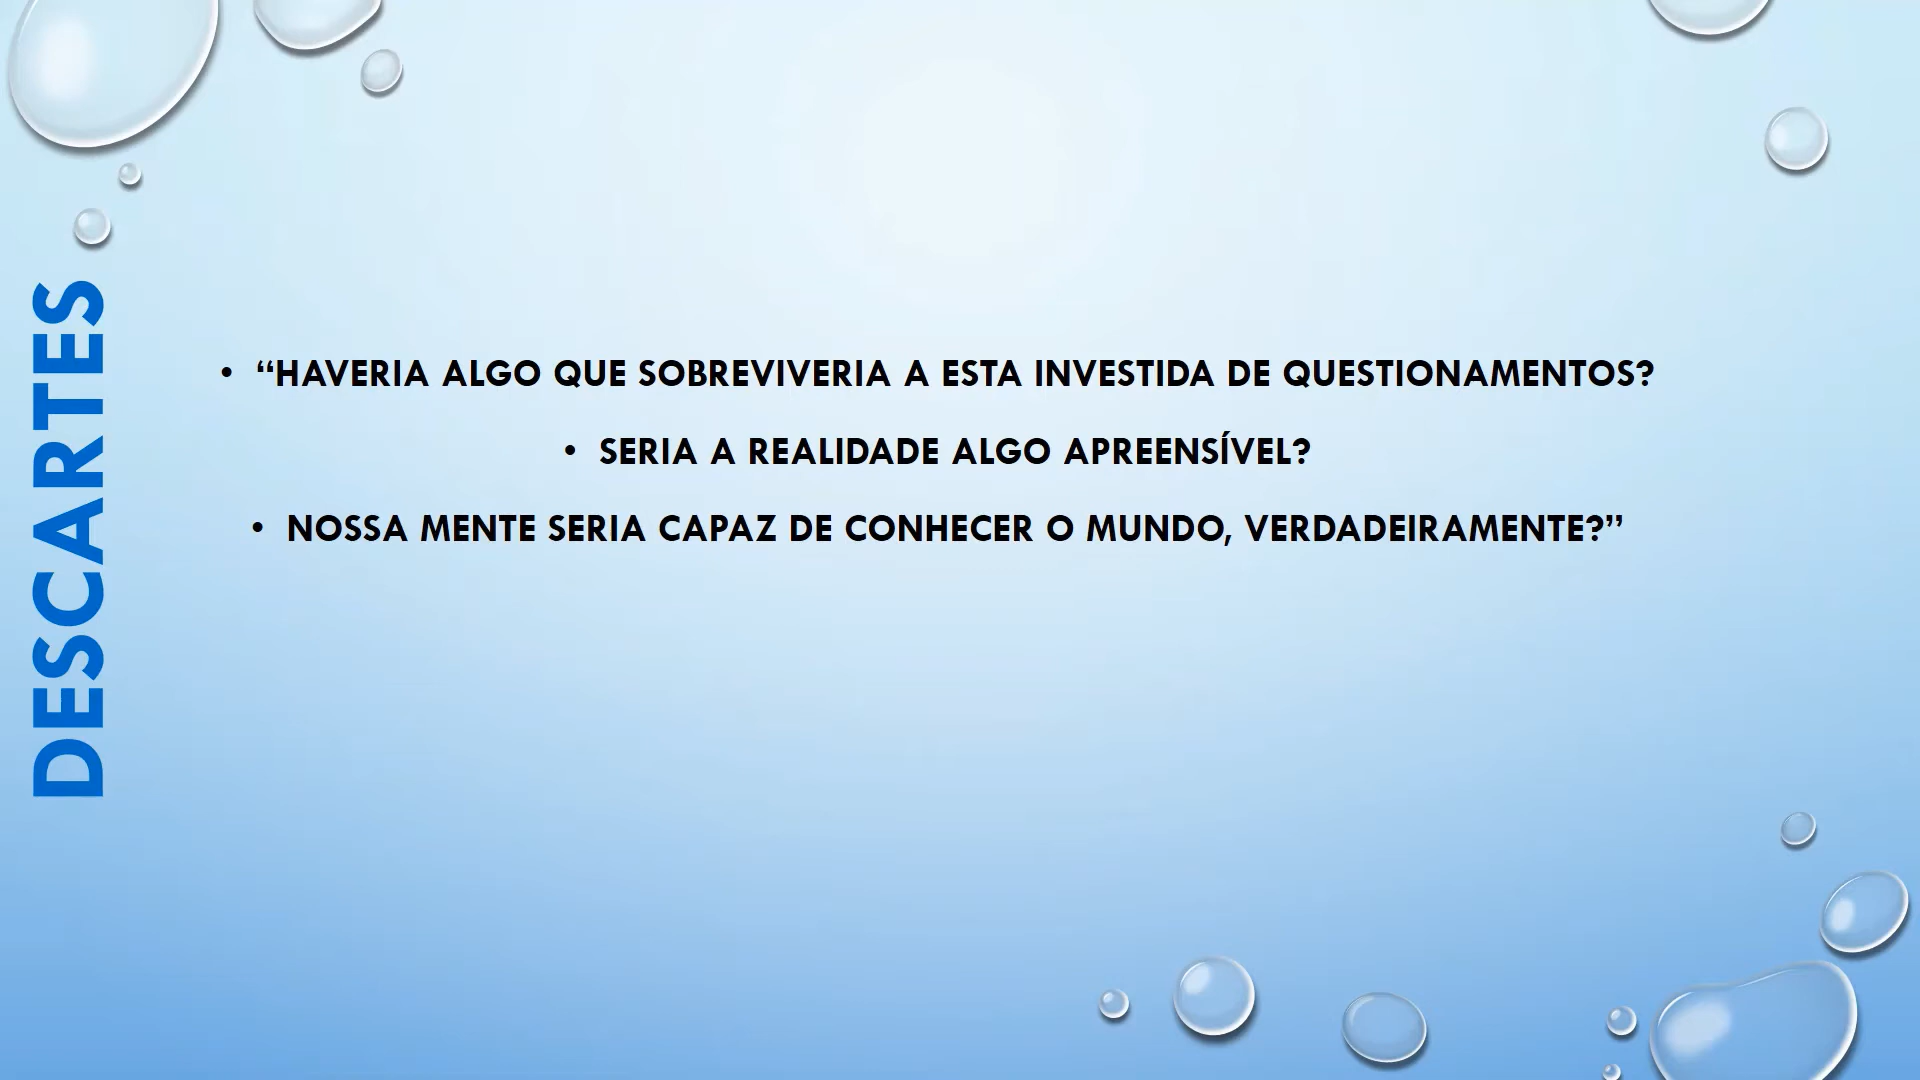 DESCARTES
• “HAVERIA ALGO QUE SOBREVIVERIA A ESTA INVESTIDA DE QUESTIONAMENTOS?
• SERIA A REALIDADE ALGO APREENSÍVEL?
• NOSSA MENTE SERIA CAPAZ DE CONHECER O MUNDO, VERDADEIRAMENTE?”